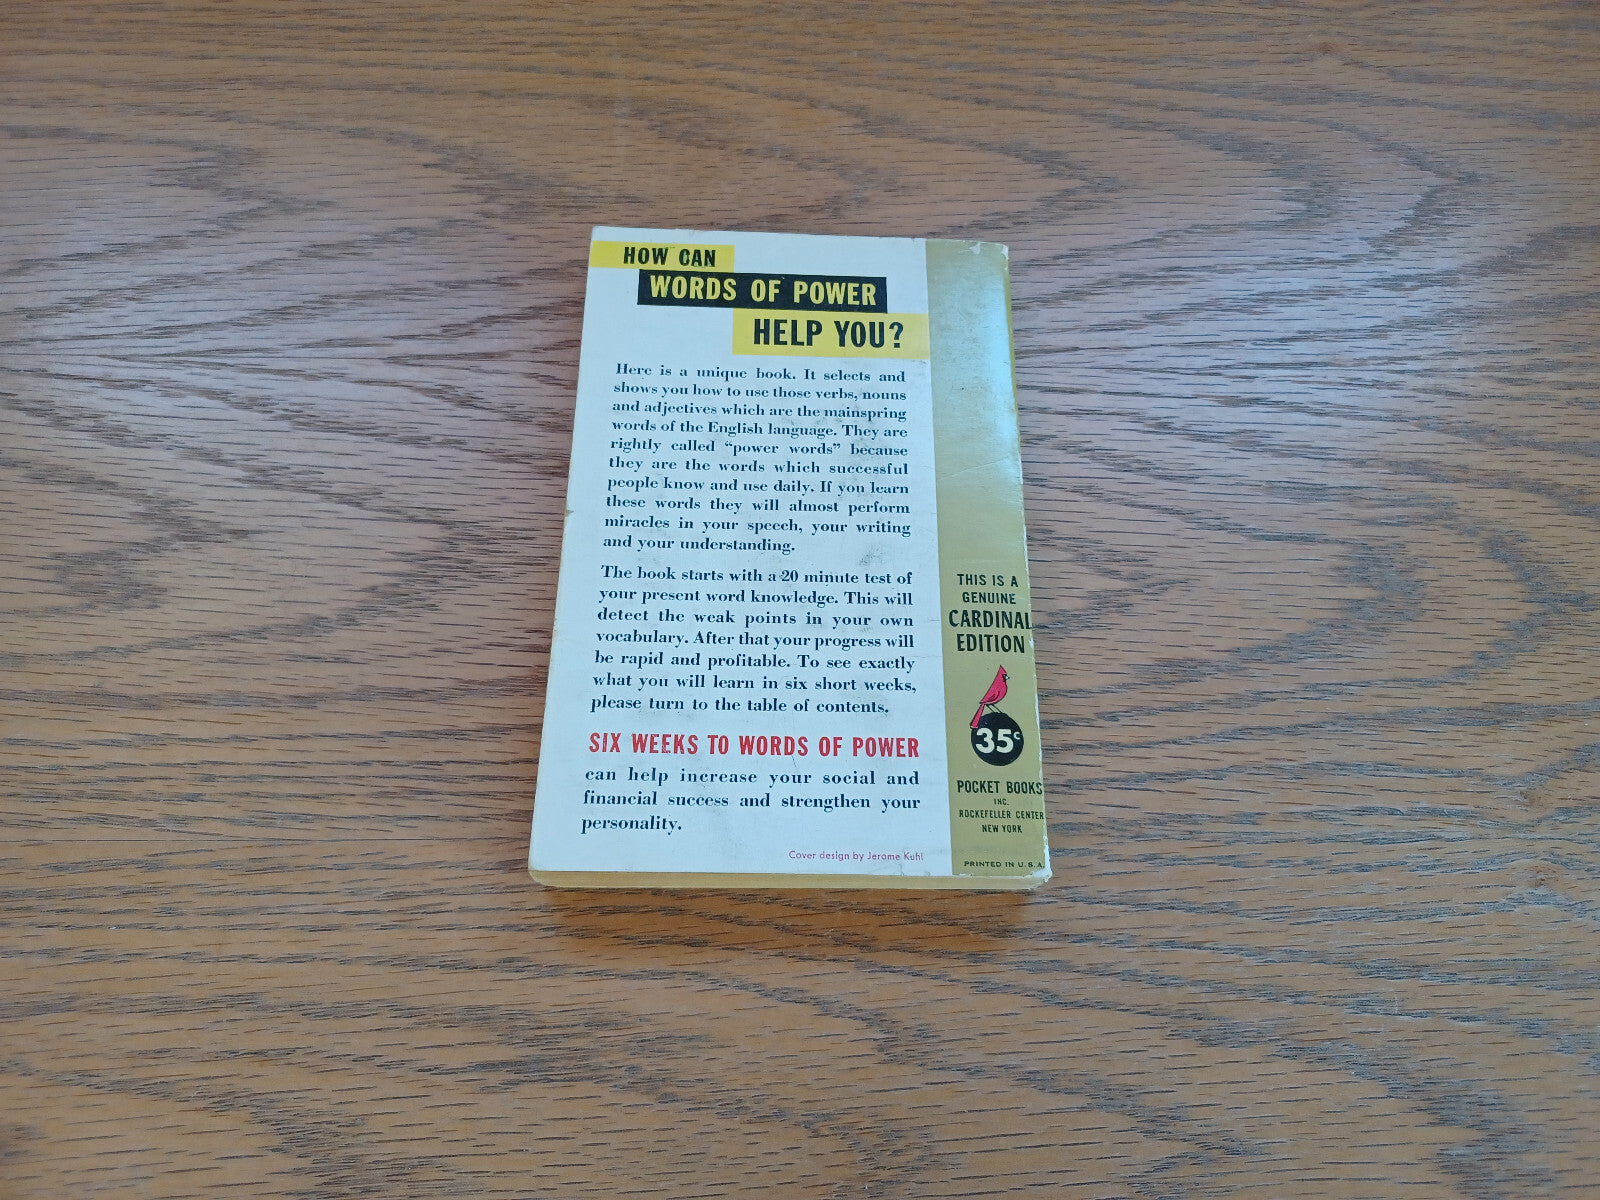 HOW CAN
WORDS OF POWER
HELP YOU?
Here is a unique book. It selects and
shows you how to use those verbs, nouns
and adjectives which are the mainspring
words of the English language. They are
rightly called “power words” because
they are the words which successful
people know and use daily. If you learn
these words they will almost perform
miracles in your speech, your writing
and your understanding.
The book starts with a 20 minute test of
your present word knowledge. This will
detect the weak points in your own
vocabulary. After that your progress will
be rapid and profitable. To see exactly
what you will learn in six short weeks,
please turn to the table of contents.
SIX WEEKS TO WORDS OF POWER
can help increase your social and
financial success and strengthen your
personality.
Cover design by Jerome Kuhl
THIS IS A
GENUINE
CARDINAL
EDITION
35c
POCKET BOOKS
INC.
ROCKEFELLER CENTER
NEW YORK
PRINTED IN U.S.A.